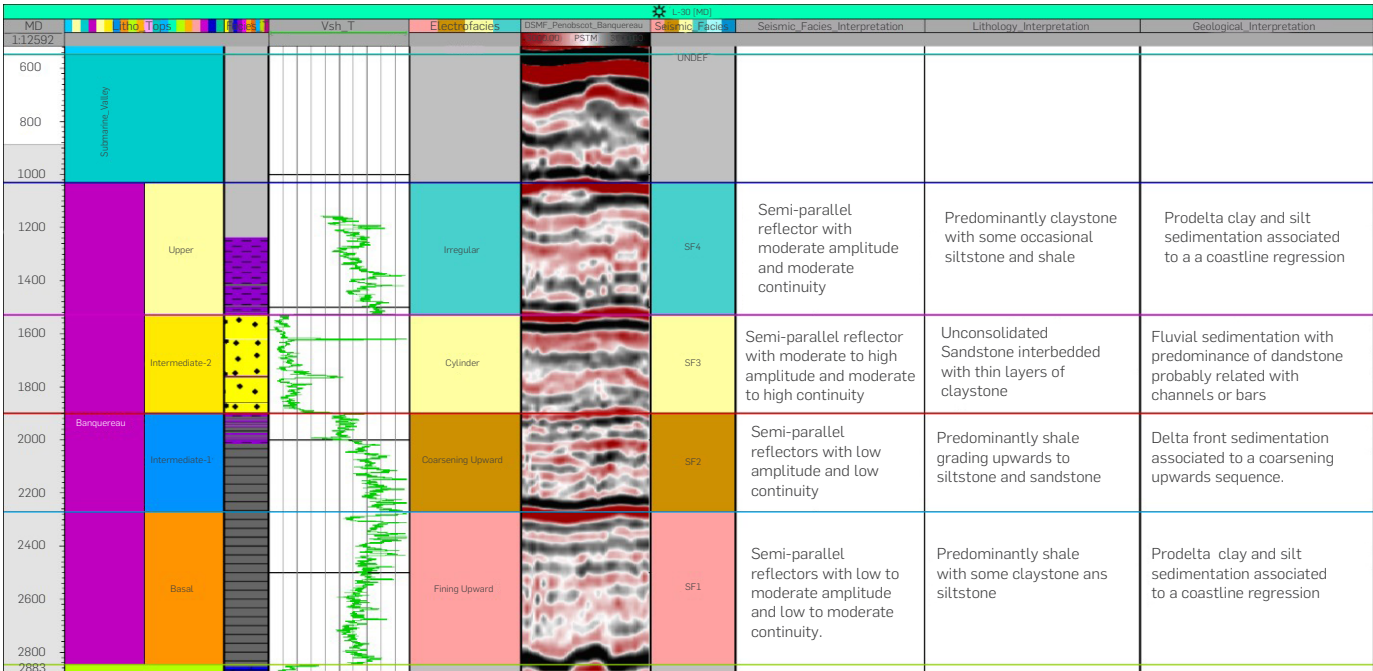 L-30 [MD]
MD
Litho_Tops
Facies
Vsh_T
Electrofacies
DSMF_Penobscot_Banquereau
Seismic_Facies
Seismic_Facies_Interpretation
Lithology_Interpretation
Geological_Interpretation
1:12592
PSTM
UNDEF
600
800
1000
1200
1400
1600
1800
2000
2200
2400
2600
2800
2883
Submarine_Valley
Banquereau
Upper
Irregular
SF4
Semi-parallel
reflector with
moderate amplitude
and moderate
continuity
Predominantly claystone
with some occasional
siltstone and shale
Prodelta clay and silt
sedimentation associated
to a a coastline regression
Intermediate-2
Cylinder
SF3
Semi-parallel reflector
with moderate to high
amplitude and moderate
to high continuity
Unconsolidated
Sandstone interbedded
with thin layers of
claystone
Fluvial sedimentation with
predominance of dandstone
probably related with
channels or bars
Intermediate-1
Coarsening Upward
SF2
Semi-parallel
reflectors with low
amplitude and low
continuity
Predominantly shale
grading upwards to
siltstone and sandstone
Delta front sedimentation
associated to a coarsening
upwards sequence.
Basal
Fining Upward
SF1
Semi-parallel
reflectors with low to
moderate amplitude
and low to moderate
continuity.
Predominantly shale
with some claystone ans
siltstone
Prodelta clay and silt
sedimentation associated
to a coastline regression